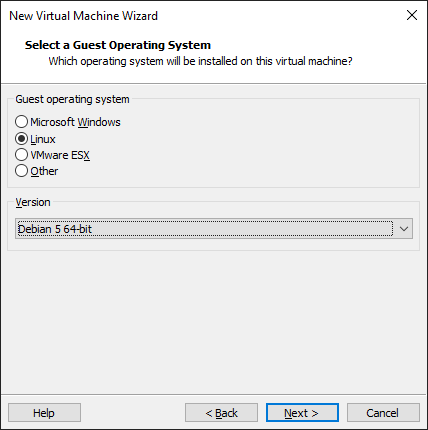 New Virtual Machine Wizard
Select a Guest Operating System
Which operating system will be installed on this virtual machine?
Guest operating system
Microsoft Windows
Linux
VMware ESX
Other
Version
Debian 5 64-bit
Help
< Back
Next >
Cancel